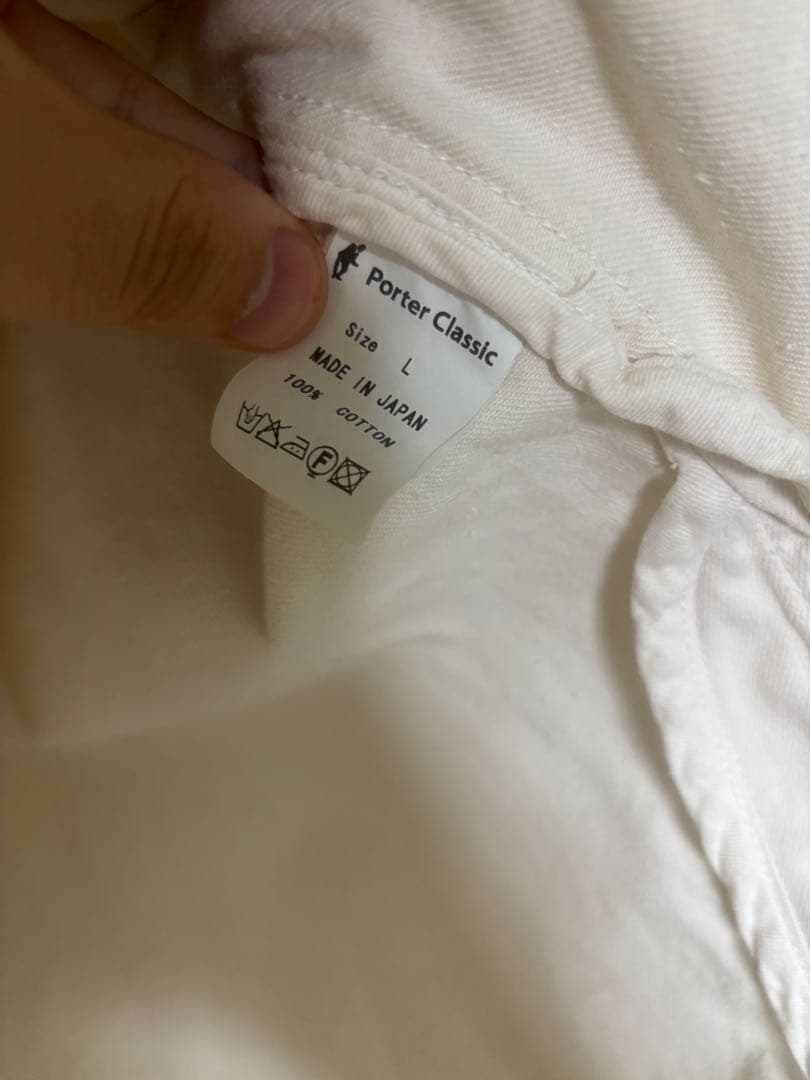 Porter Classic
Size L
MADE IN JAPAN
100% COTTON
F